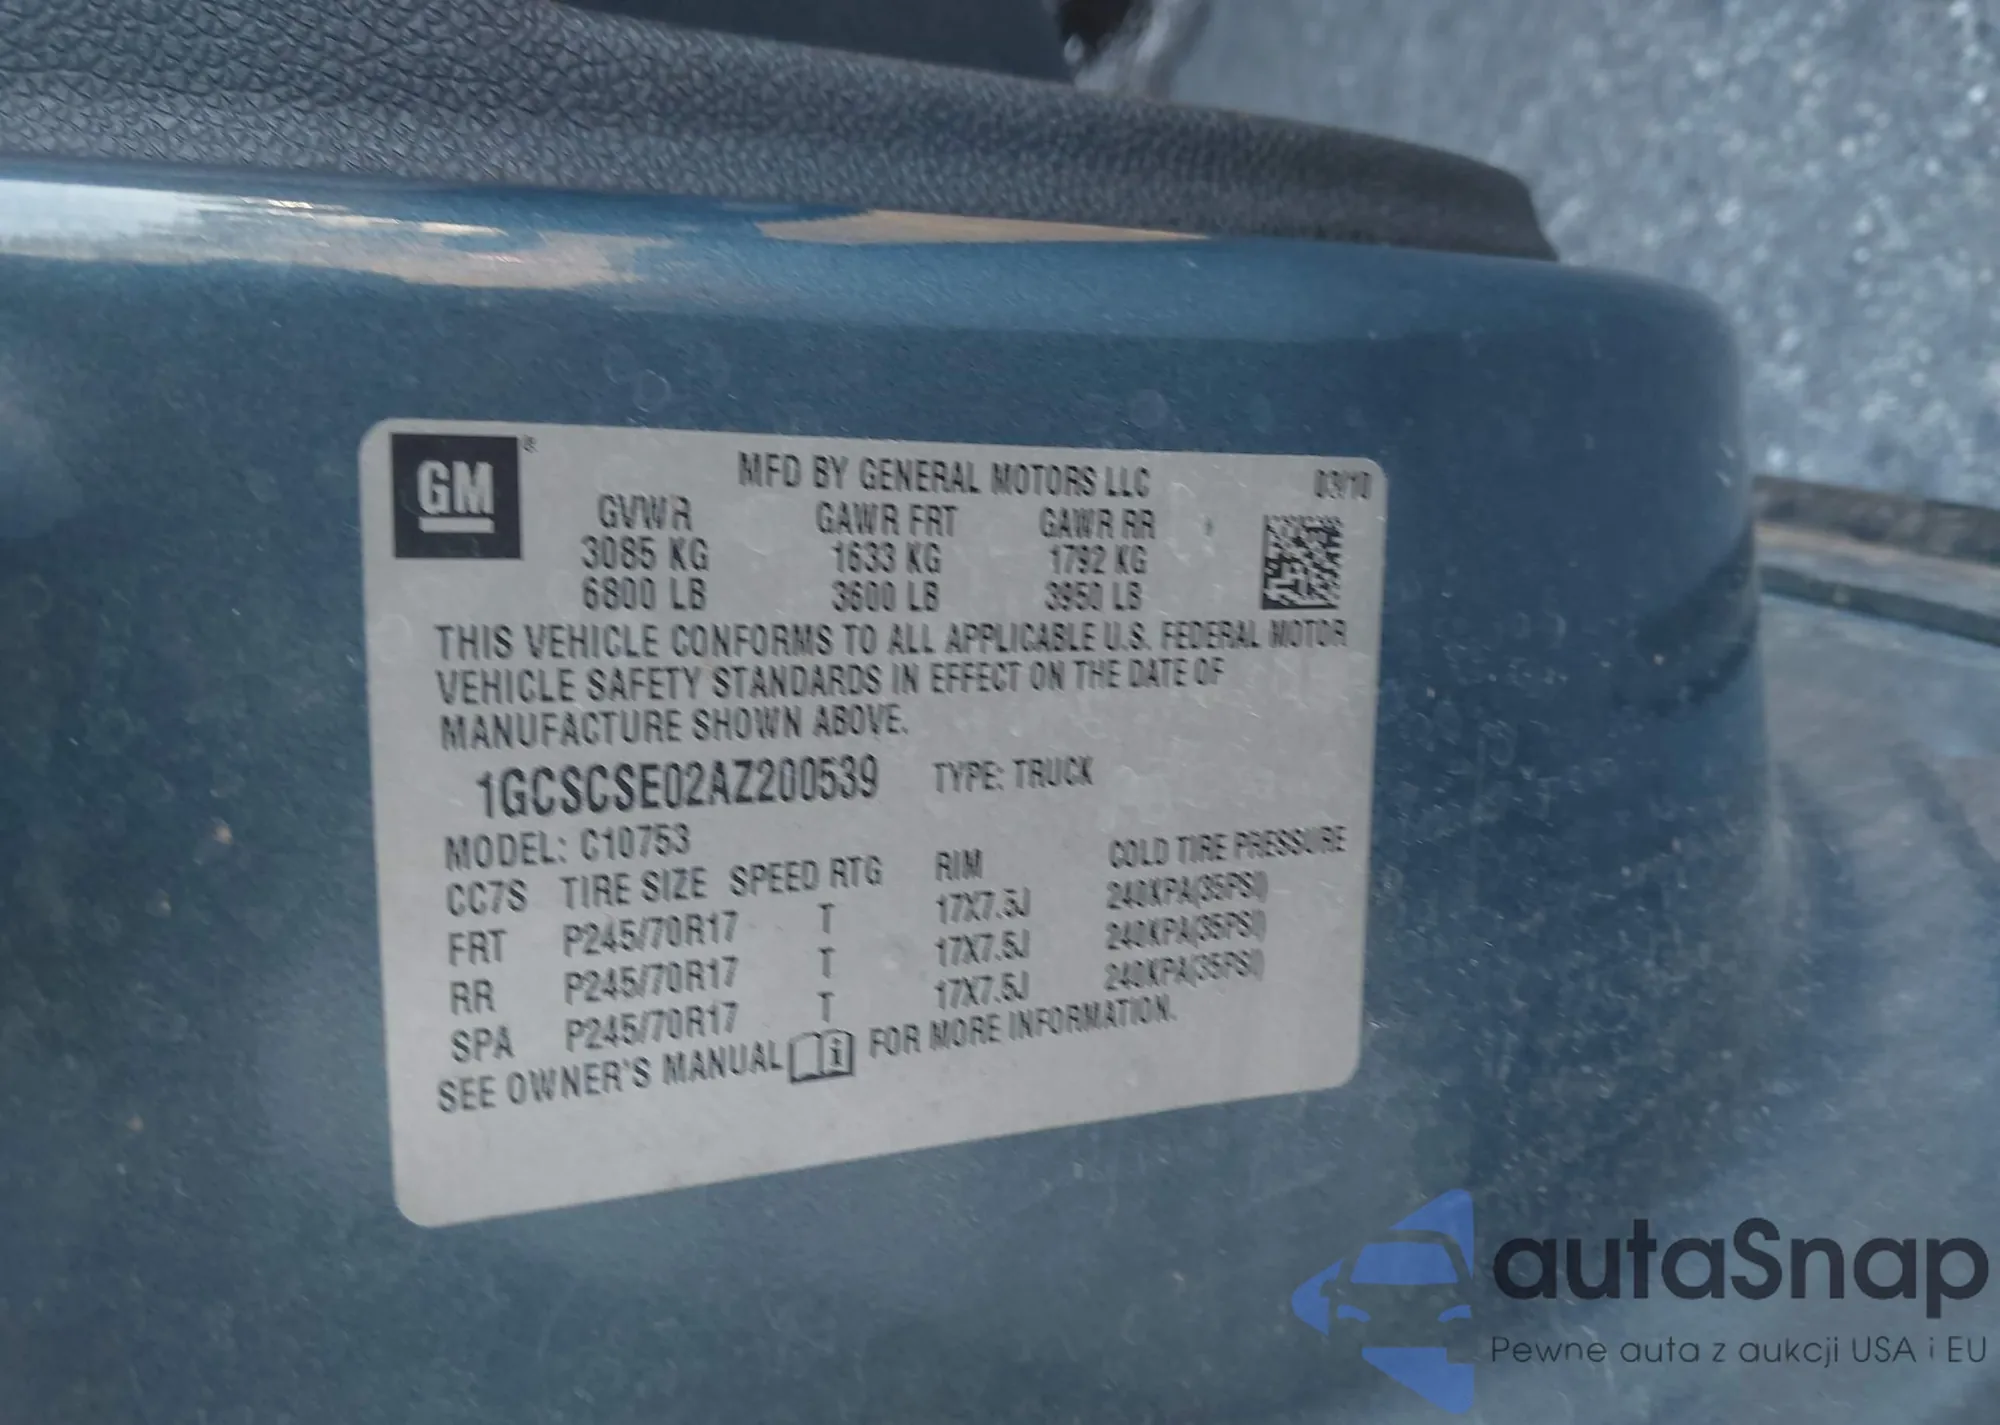 GM ®
MFD BY GENERAL MOTORS LLC 03/10
GVWR GAWR FRT GAWR RR
3085 KG 1633 KG 1792 KG
6800 LB 3600 LB 3950 LB
THIS VEHICLE CONFORMS TO ALL APPLICABLE U.S. FEDERAL MOTOR
VEHICLE SAFETY STANDARDS IN EFFECT ON THE DATE OF
MANUFACTURE SHOWN ABOVE.
1GCSCSE02AZ200539 TYPE: TRUCK
MODEL: C10753
CC7S TIRE SIZE SPEED RTG RIM COLD TIRE PRESSURE
FRT P245/70R17 T 17X7.5J 240KPA(35PSI)
RR P245/70R17 T 17X7.5J 240KPA(35PSI)
SPA P245/70R17 T 17X7.5J 240KPA(35PSI)
SEE OWNER'S MANUAL i FOR MORE INFORMATION.
autaSnap
Pewne auta z aukcji USA i EU